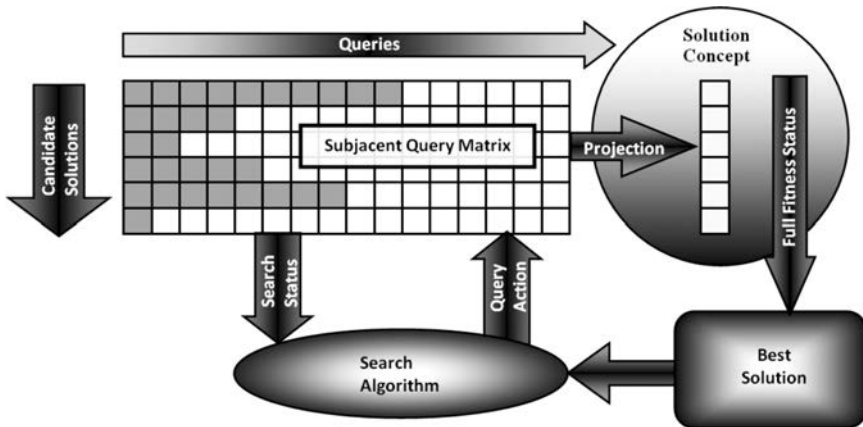 Queries
Solution
Concept
Candidate
Solutions
Subjacent Query Matrix
Projection
Full Fitness Status
Search
Status
Query
Action
Search
Algorithm
Best
Solution